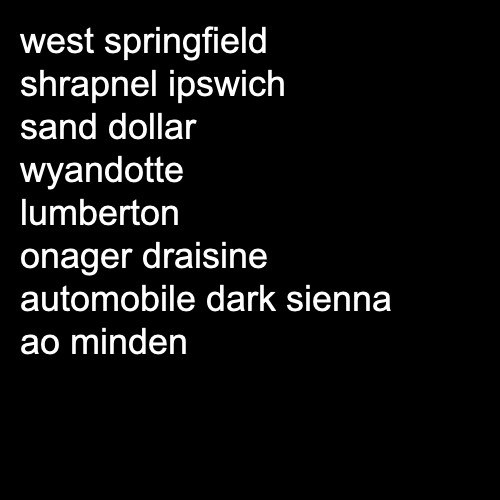 west springfield
shrapnel ipswich
sand dollar
wyandotte
lumberton
onager draisine
automobile dark sienna
ao minden